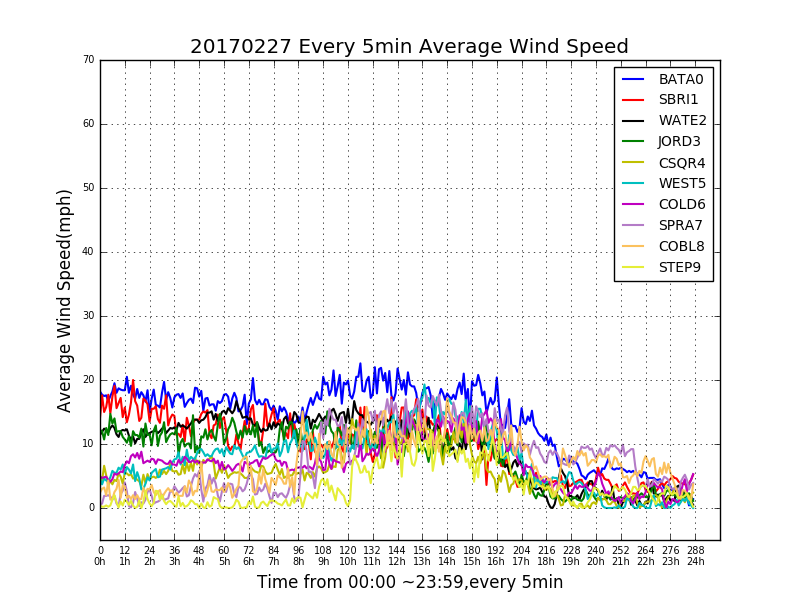 20170227 Every 5min Average Wind Speed
70
60
50
40
30
20
10
0
Average Wind Speed(mph)
BATA0
SBRI1
WATE2
JORD3
CSQR4
WEST5
COLD6
SPRA7
COBL8
STEP9
0 12 24 36 48 60 72 84 96 108 120 132 144 156 168 180 192 204 216 228 240 252 264 276 288
0h 1h 2h 3h 4h 5h 6h 7h 8h 9h 10h 11h 12h 13h 14h 15h 16h 17h 18h 19h 20h 21h 22h 23h 24h
Time from 00:00 ~23:59,every 5min